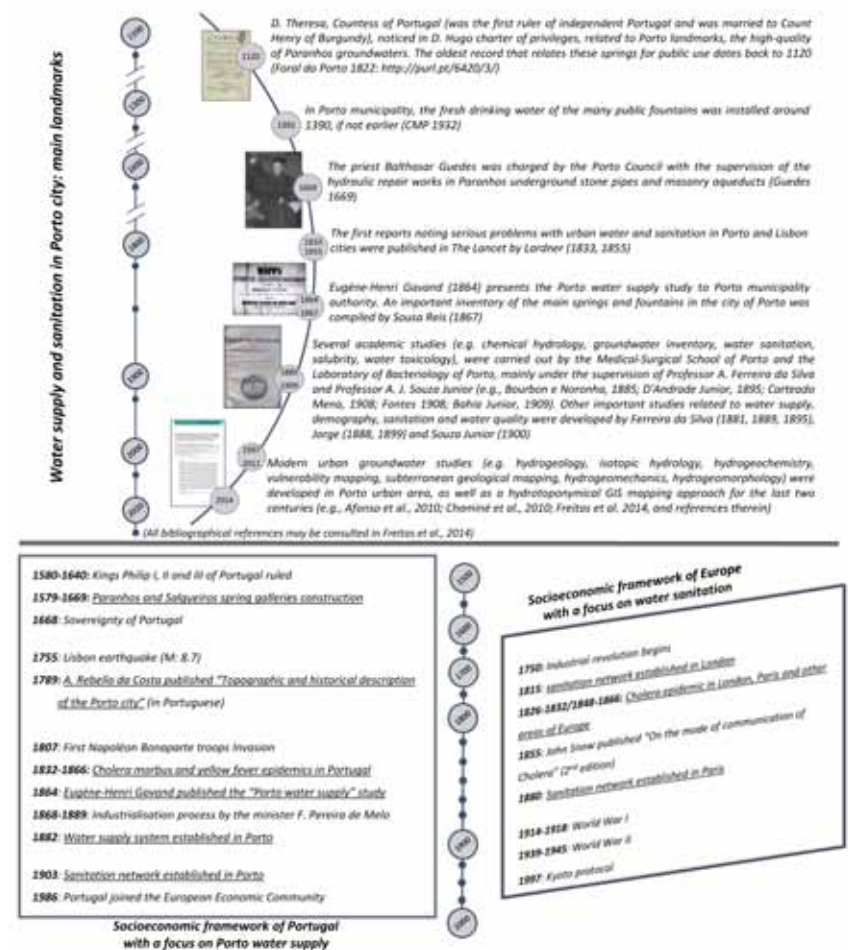 Water supply and sanitation in Porto city: main landmarks
D. Theresa, Countess of Portugal (was the first ruler of independent Portugal and was married to Count
Henry of Burgundy), noticed in D. Hugo charter of privileges, related to Porto landmarks, the high-quality
of Paranhos groundwaters. The oldest record that relates these springs for public use dates back to 1120
(Foral do Porto 1822: http://purl.pt/6420/3/)
1120
In Porto municipality, the fresh drinking water of the many public fountains was installed around
1390, if not earlier (CMP 1932)
The priest Balthasar Guedes was charged by the Porto Council with the supervision of the
hydraulic repair works in Paranhos underground stone pipes and masonry aqueducts (Guedes
1669)
1669
The first reports noting serious problems with urban water and sanitation in Porto and Lisbon
cities were published in The Lancet by Lardner (1833, 1855)
1855
Eugène-Henri Gavand (1864) presents the Porto water supply study to Porto municipality
authority. An important inventory of the main springs and fountains in the city of Porto was
compiled by Sousa Reis (1867)
1864
1867
Several academic studies (e.g. chemical hydrology, groundwater inventory, water sanitation,
salubrity, water toxicology), were carried out by the Medical-Surgical School of Porto and the
Laboratory of Bacteriology of Porto, mainly under the supervision of Professor A. Ferreira da Silva
and Professor A. J. Souza Junior (e.g., Bourbon e Noronha, 1885; D'Andrade Junior, 1895; Carteado
Mena, 1908; Fontes 1908, Bahia Junior, 1909). Other important studies related to water supply,
demography, sanitation and water quality were developed by Ferreira da Silva (1881, 1889, 1895),
Jorge (1888, 1899) and Souza Junior (1900)
Modern urban groundwater studies (e.g. hydrogeology, isotopic hydrology, hydrogeochemistry,
vulnerability mapping, subterranean geological mapping, hydrogeomechanics, hydrogeomorphology) were
developed in Porto urban area, as well as a hydrotoponymical GIS mapping approach for the last two
centuries (e.g., Afonso et al., 2010; Chaminé et al., 2010; Freitas et al. 2014, and references therein)
2014
(All bibliographical references may be consulted in Freitas et al., 2014)
1580-1640: Kings Philip I, II and III of Portugal ruled
1579-1669: Paranhos and Salgueiros spring galleries construction
1668: Sovereignty of Portugal
1755: Lisbon earthquake (M: 8.7)
1789: A. Rebello da Costa published "Topographic and historical description
of the Porto city" (in Portuguese)
1807: First Napoléon Bonaparte troops Invasion
1832-1866: Cholera morbus and yellow fever epidemics in Portugal
1864: Eugène-Henri Gavand published the "Porto water supply" study
1868-1889: Industrialisation process by the minister F. Pereira de Melo
1882: Water supply system established in Porto
1903: Sanitation network established in Porto
1986: Portugal joined the European Economic Community
Socioeconomic framework of Portugal
with a focus on Porto water supply
1500
1600
1700
1800
1900
2000
Socioeconomic framework of Europe
with a focus on water sanitation
1750: Industrial revolution begins
1815: sanitation network established in London
1826-1832/1848-1866: Cholera epidemic in London, Paris and other
areas of Europe
1855: John Snow published "On the mode of communication of
Cholera" (2nd edition)
1880: Sanitation network established in Paris
1914-1918: World War I
1939-1945: World War II
1997: Kyoto protocol